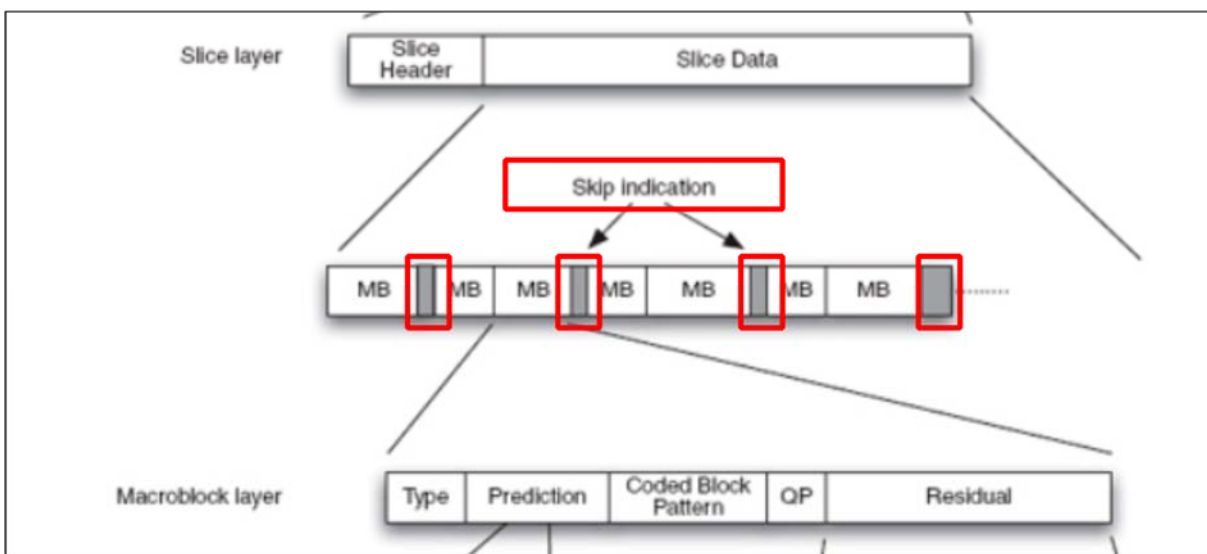 Slice layer
Slice Header
Slice Data
Skip indication
MB MB MB MB MB MB MB
Macroblock layer
Type
Prediction
Coded Block Pattern
QP
Residual